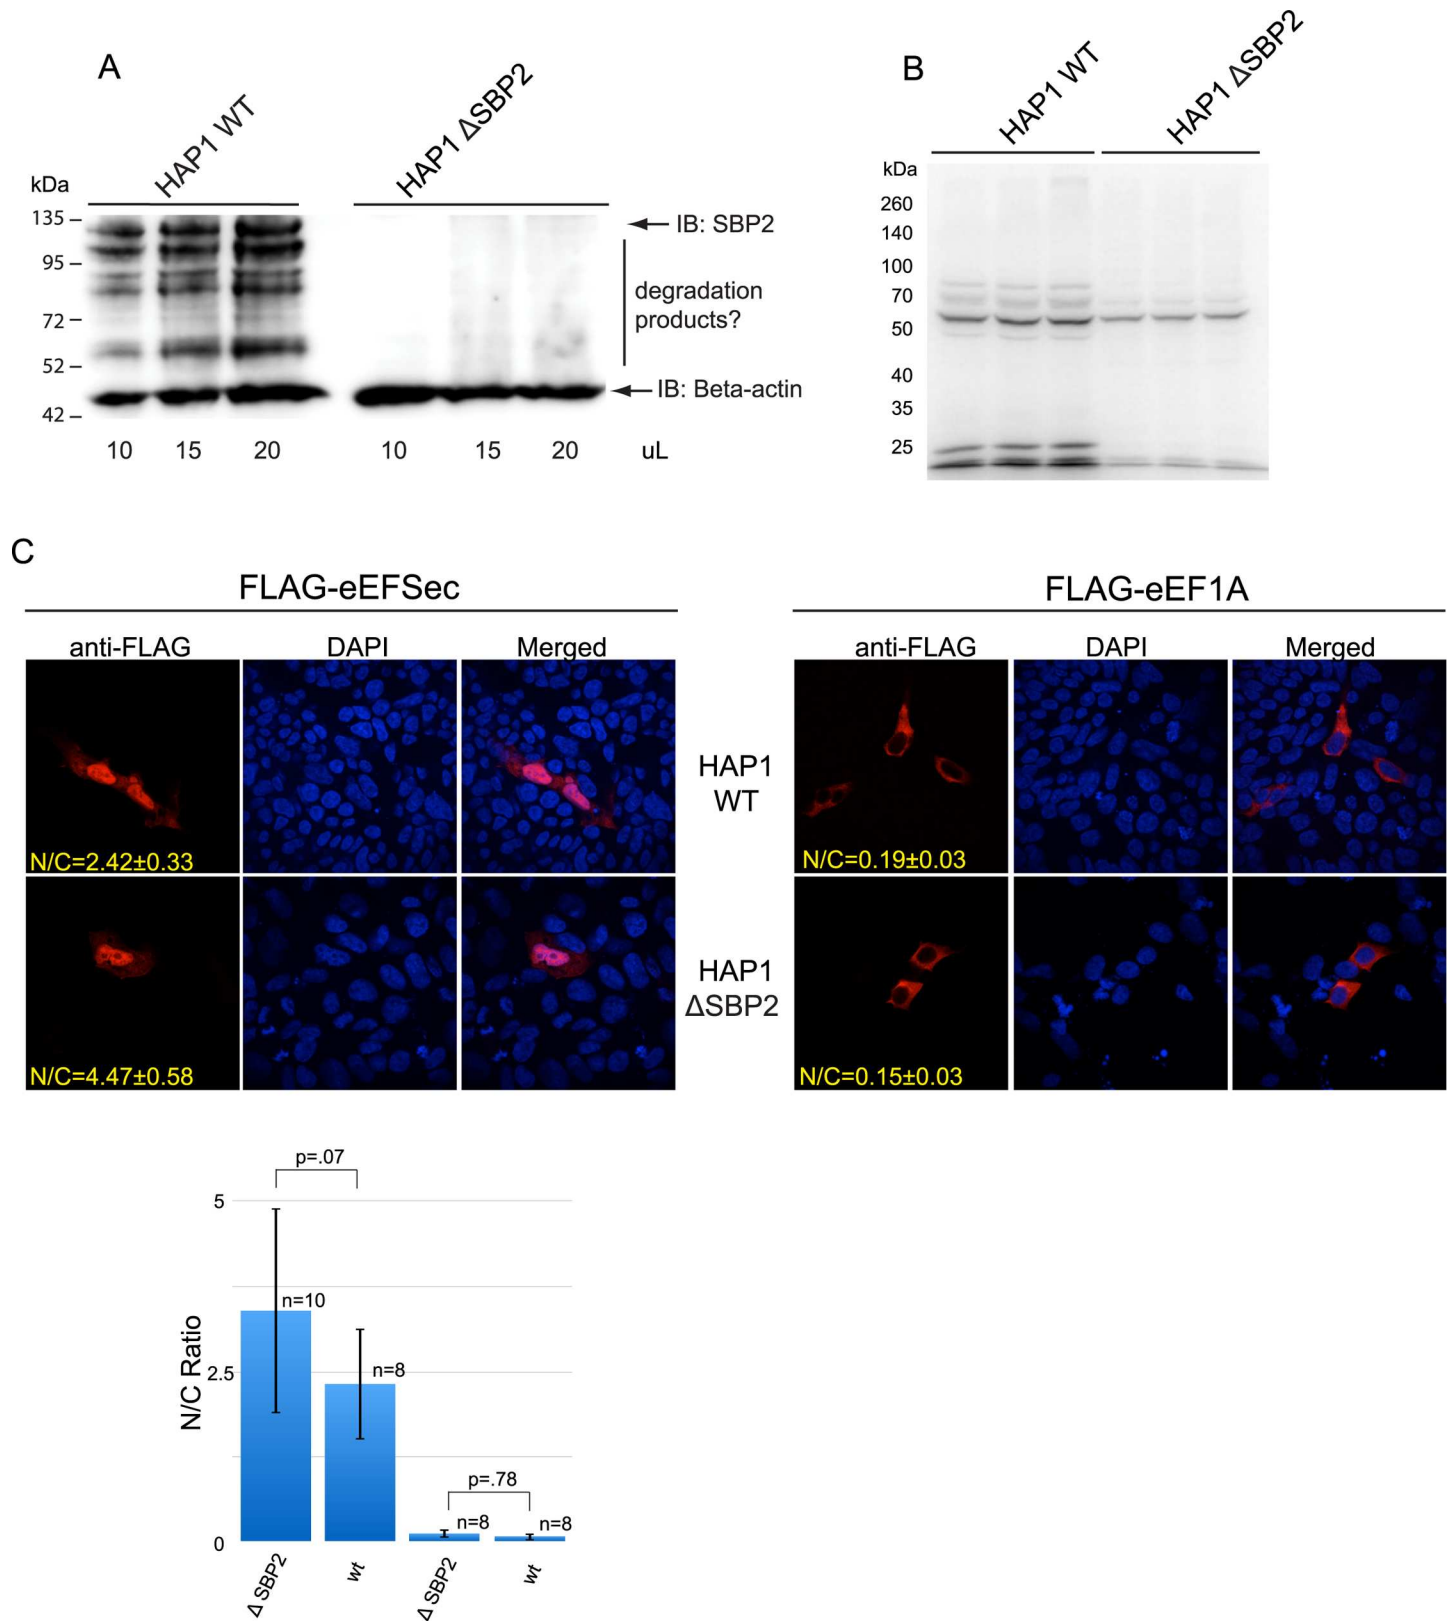 A
HAP1 WT
HAP1 ΔSBP2
kDa
135
95
72
52
42
IB: SBP2
degradation
products?
IB: Beta-actin
10 15 20 10 15 20 uL
B
HAP1 WT
HAP1 ΔSBP2
kDa
260
140
100
70
50
40
35
25
C
FLAG-eEFSec
anti-FLAG DAPI Merged
N/C=2.42±0.33
N/C=4.47±0.58
HAP1
WT
HAP1
ΔSBP2
FLAG-eEF1A
anti-FLAG DAPI Merged
N/C=0.19±0.03
N/C=0.15±0.03
p=.07
5
n=10
2.5
n=8
N/C Ratio
p=.78
n=8
n=8
0
Δ SBP2
wt
Δ SBP2
wt